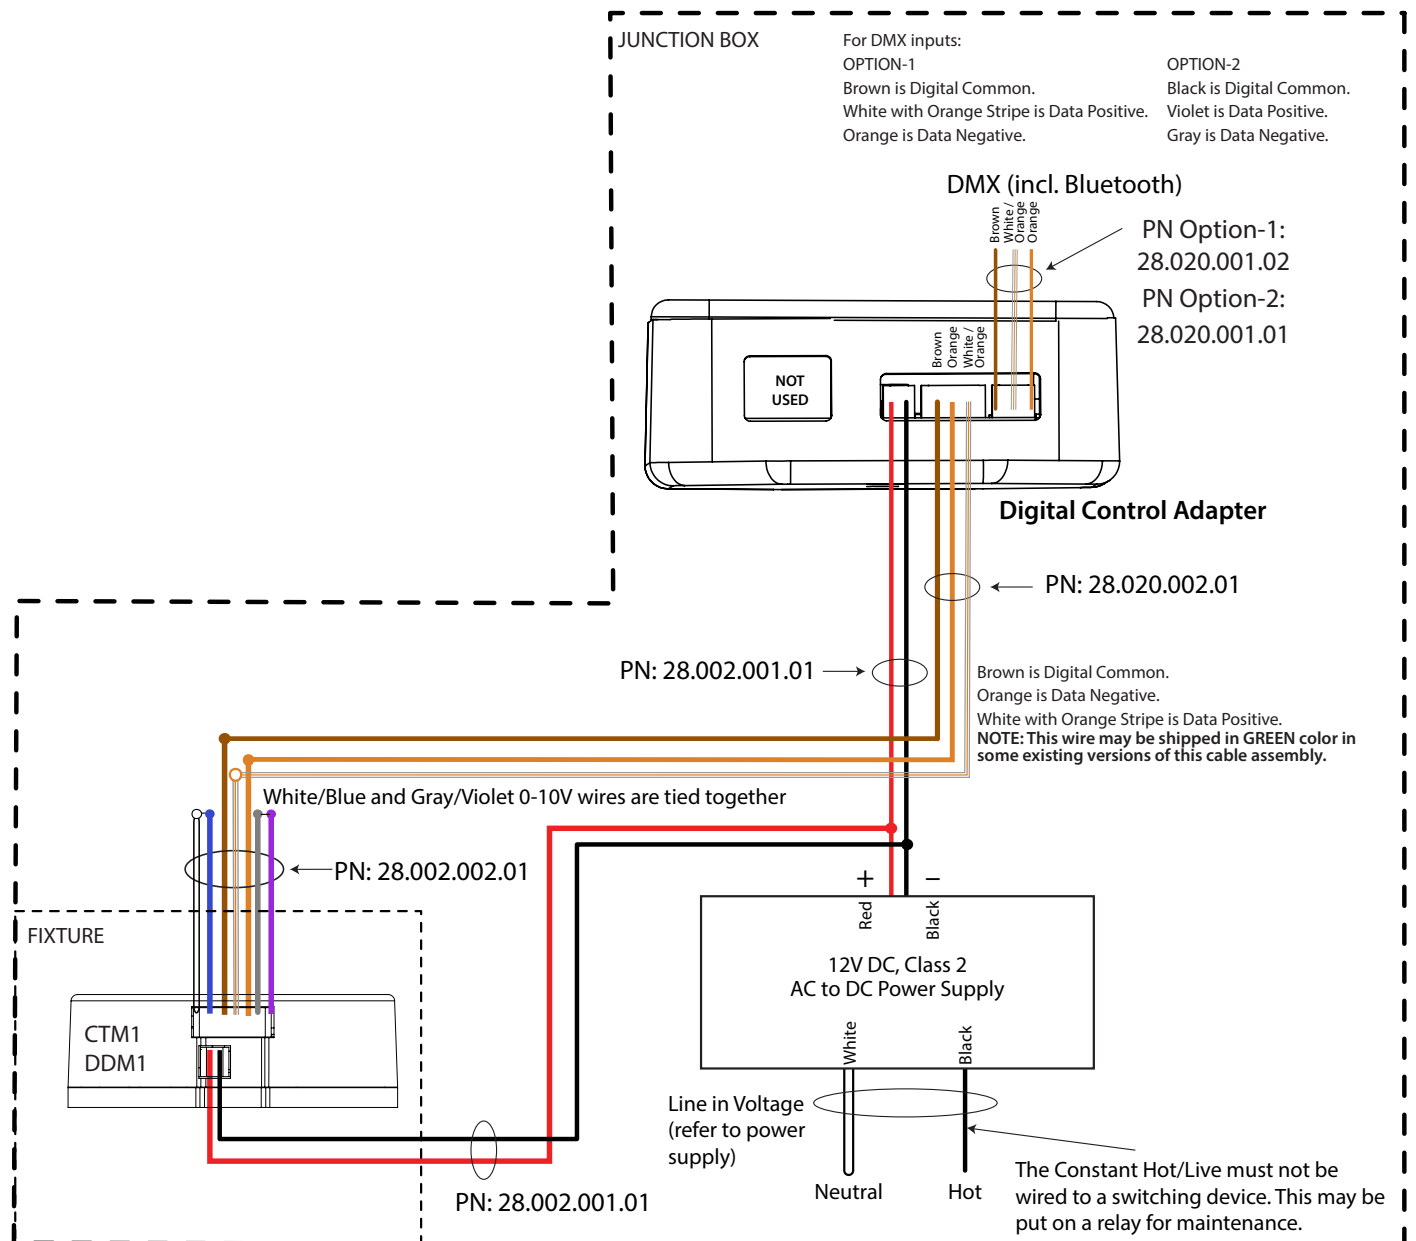 JUNCTION BOX
For DMX inputs:
OPTION-1
Brown is Digital Common.
White with Orange Stripe is Data Positive.
Orange is Data Negative.
OPTION-2
Black is Digital Common.
Violet is Data Positive.
Gray is Data Negative.
DMX (incl. Bluetooth)
Brown
White /
Orange
Orange
PN Option-1:
28.020.001.02
PN Option-2:
28.020.001.01
Brown
Orange
White /
Orange
NOT
USED
Digital Control Adapter
PN: 28.020.002.01
PN: 28.002.001.01
Brown is Digital Common.
Orange is Data Negative.
White with Orange Stripe is Data Positive.
NOTE: This wire may be shipped in GREEN color in
some existing versions of this cable assembly.
White/Blue and Gray/Violet 0-10V wires are tied together
PN: 28.002.002.01
+
–
Red
Black
FIXTURE
12V DC, Class 2
AC to DC Power Supply
CTM1
DDM1
White
Black
Line in Voltage
(refer to power
supply)
Neutral
Hot
The Constant Hot/Live must not be
wired to a switching device. This may be
put on a relay for maintenance.
PN: 28.002.001.01